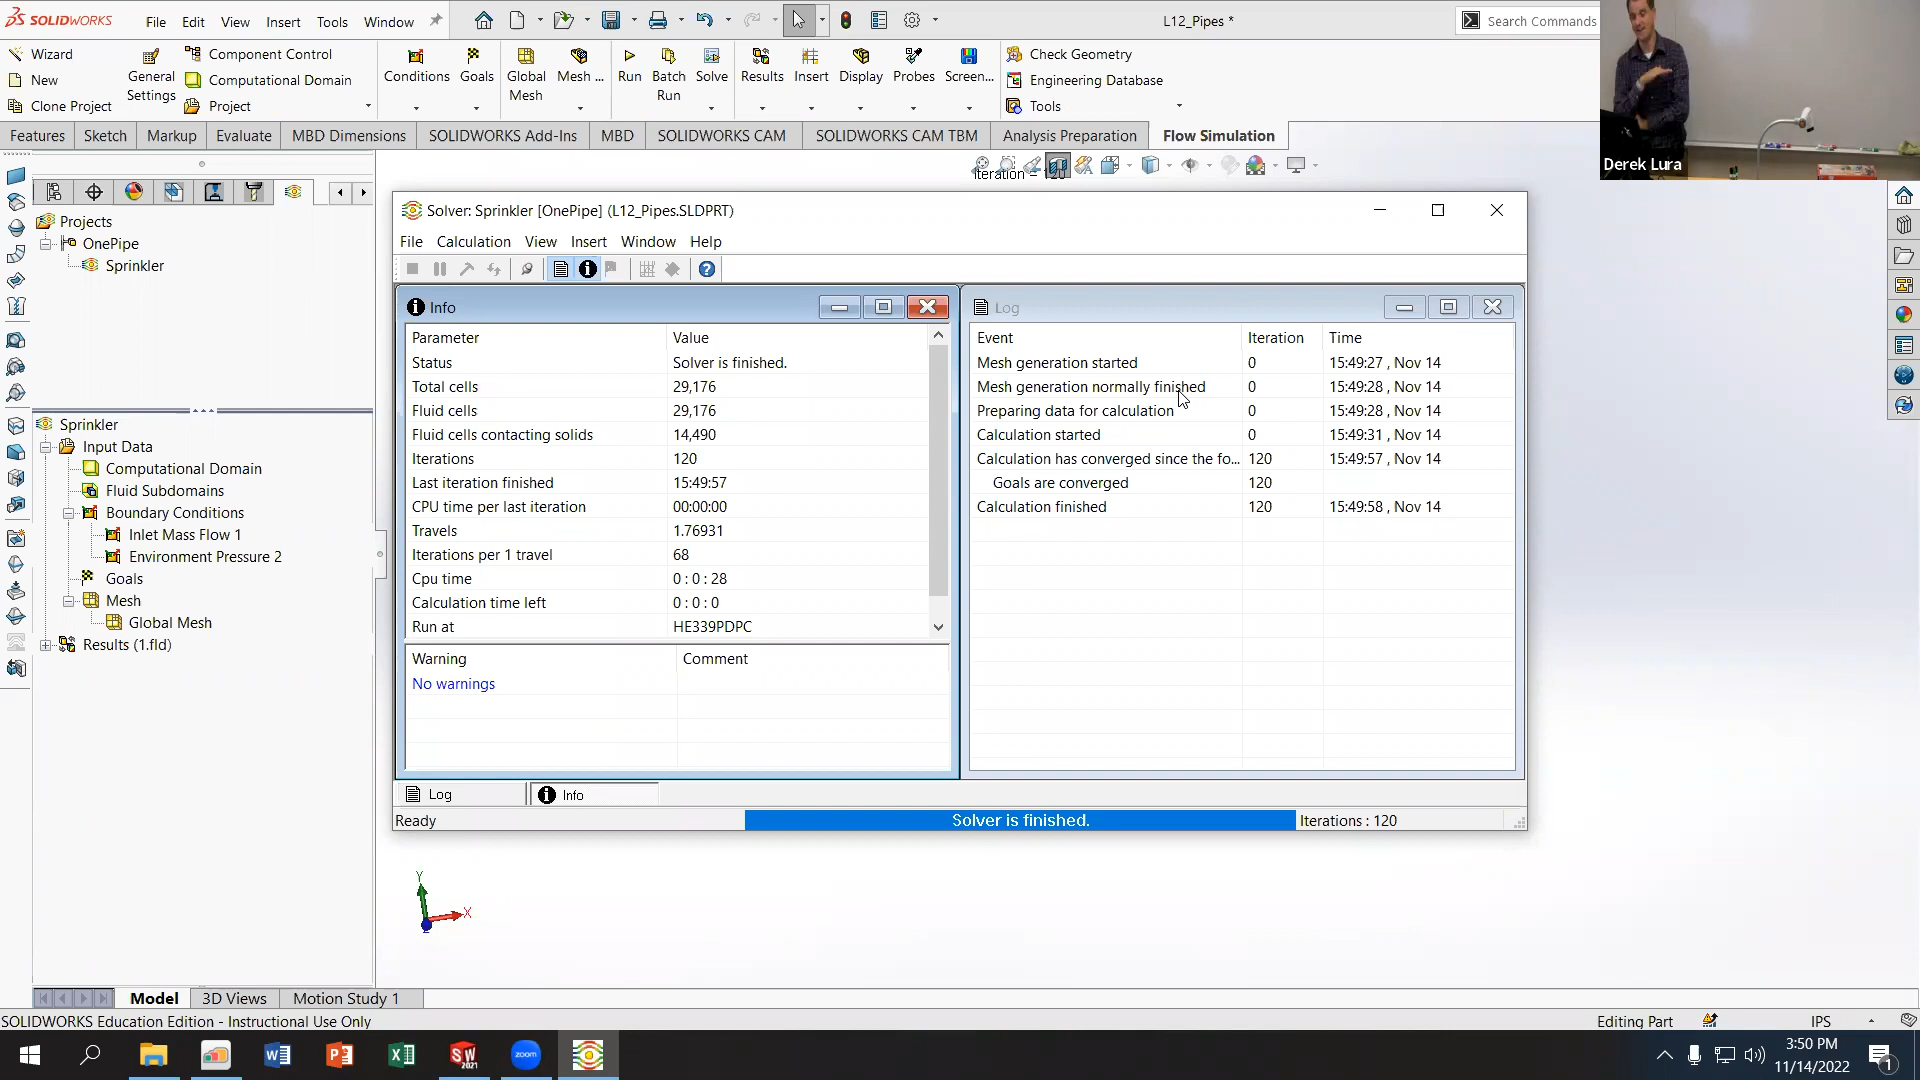 SOLIDWORKS
File Edit View Insert Tools Window
L12_Pipes *
Search Commands
Wizard
New
Clone Project
General Settings
Component Control
Computational Domain
Project
Conditions
Goals
Global Mesh
Mesh ...
Run
Batch Run
Solve
Results
Insert
Display
Probes
Screen...
Check Geometry
Engineering Database
Tools
Features Sketch Markup Evaluate MBD Dimensions SOLIDWORKS Add-Ins MBD SOLIDWORKS CAM SOLIDWORKS CAM TBM Analysis Preparation Flow Simulation
Derek Lura
Iteration = 120
Projects
OnePipe
Sprinkler
Sprinkler
Input Data
Computational Domain
Fluid Subdomains
Boundary Conditions
Inlet Mass Flow 1
Environment Pressure 2
Goals
Mesh
Global Mesh
Results (1.fld)
Solver: Sprinkler [OnePipe] (L12_Pipes.SLDPRT)
File Calculation View Insert Window Help
Info
Parameter Value
Status Solver is finished.
Total cells 29,176
Fluid cells 29,176
Fluid cells contacting solids 14,490
Iterations 120
Last iteration finished 15:49:57
CPU time per last iteration 00:00:00
Travels 1.76931
Iterations per 1 travel 68
Cpu time 0 : 0 : 28
Calculation time left 0 : 0 : 0
Run at HE339PDPC
Warning Comment
No warnings
Log
Event Iteration Time
Mesh generation started 0 15:49:27 , Nov 14
Mesh generation normally finished 0 15:49:28 , Nov 14
Preparing data for calculation 0 15:49:28 , Nov 14
Calculation started 0 15:49:31 , Nov 14
Calculation has converged since the fo... 120 15:49:57 , Nov 14
Goals are converged 120
Calculation finished 120 15:49:58 , Nov 14
Log Info
Ready Solver is finished. Iterations : 120
Y
X
Z
Model 3D Views Motion Study 1
SOLIDWORKS Education Edition - Instructional Use Only
Editing Part IPS
SW 2021
zoom
3:50 PM
11/14/2022
1